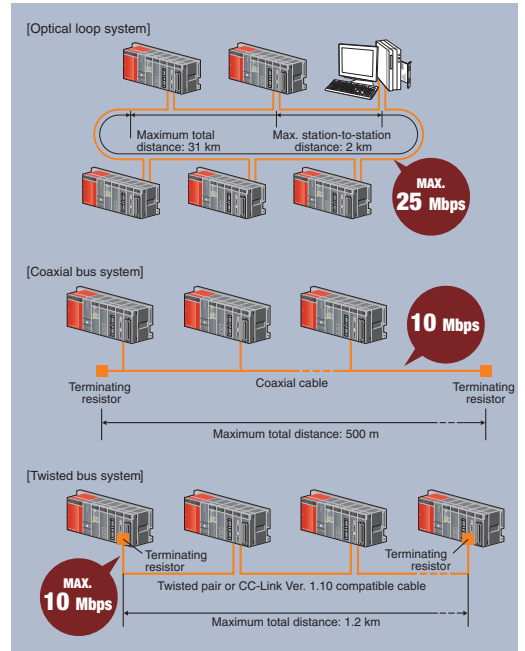 [Optical loop system]
Maximum total
distance: 31 km
Max. station-to-station
distance: 2 km
MAX.
25 Mbps
[Coaxial bus system]
10 Mbps
Terminating
resistor
Coaxial cable
Terminating
resistor
Maximum total distance: 500 m
[Twisted bus system]
Terminating
resistor
Terminating
resistor
MAX.
10 Mbps
Twisted pair or CC-Link Ver. 1.10 compatible cable
Maximum total distance: 1.2 km